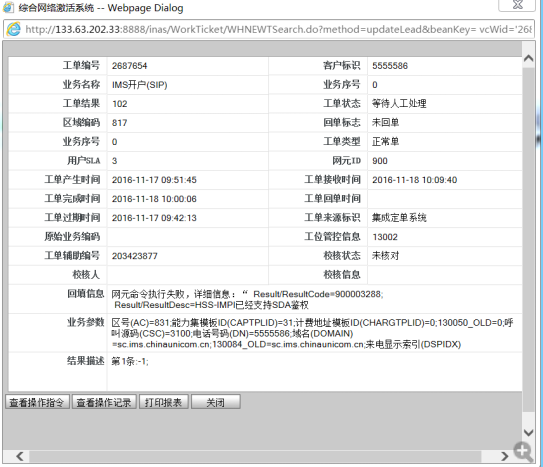 综合网络激活系统 -- Webpage Dialog
http://133.63.202.33:8888/inas/WorkTicket/WHNEWTSearch.do?method=updateLead&beanKey= vcWid='268
工单编号 2687654 客户标识 5555586
业务名称 IMS开户(SIP) 业务序号 0
工单结果 102 工单状态 等待人工处理
区域编码 817 回单标志 未回单
业务序号 0 工单类型 正常单
用户SLA 3 网元ID 900
工单产生时间 2016-11-17 09:51:45 工单接收时间 2016-11-18 10:09:40
工单完成时间 2016-11-18 10:00:06 工单回单时间
工单过期时间 2016-11-17 09:42:13 工单来源标识 集成定单系统
原始业务编码 工位管控信息 13002
工单辅助编号 203423877 校核状态 未核对
校核人 校核信息
回填信息 网元命令执行失败，详细信息：“ Result/ResultCode=900003288;
Result/ResultDesc=HSS-IMPI已经支持SDA鉴权
业务参数 区号(AC)=831;能力集模板ID(CAPTPLID)=31;计费地址模板ID(CHARGTPLID)=0;130050_OLD=0;呼
叫源码(CSC)=3100;电话号码(DN)=5555586;域名(DOMAIN)
=sc.ims.chinaunicom.cn;130084_OLD=sc.ims.chinaunicom.cn;来电显示索引(DSPIDX)
结果描述 第1条:-1;
查看操作指令 查看操作记录 打印报表 关闭